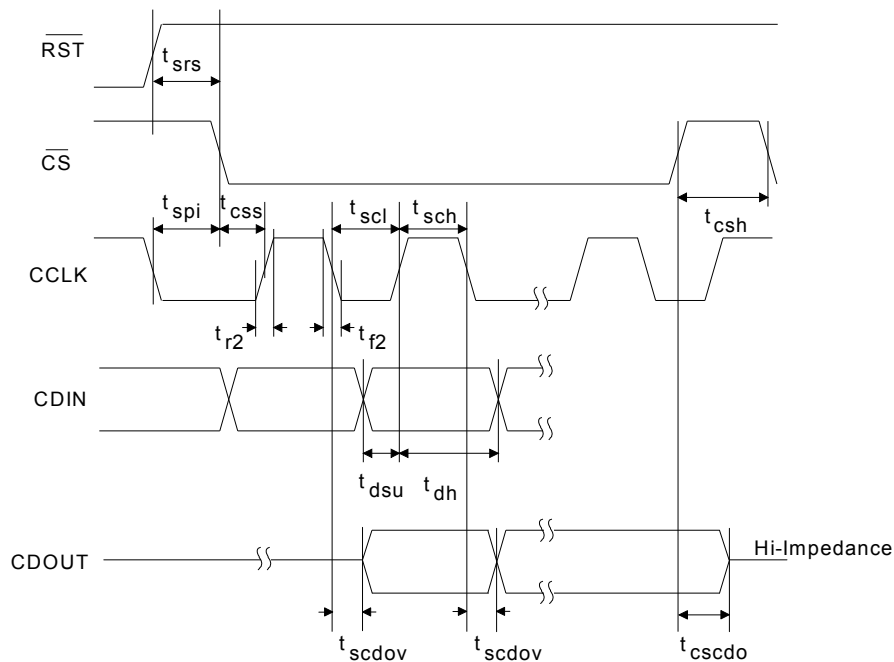 RST
t srs
CS
t spi
t css
t scl
t sch
t csh
CCLK
t r2
t f2
CDIN
t dsu
t dh
CDOUT
Hi-Impedance
t scdov
t scdov
t cscdo